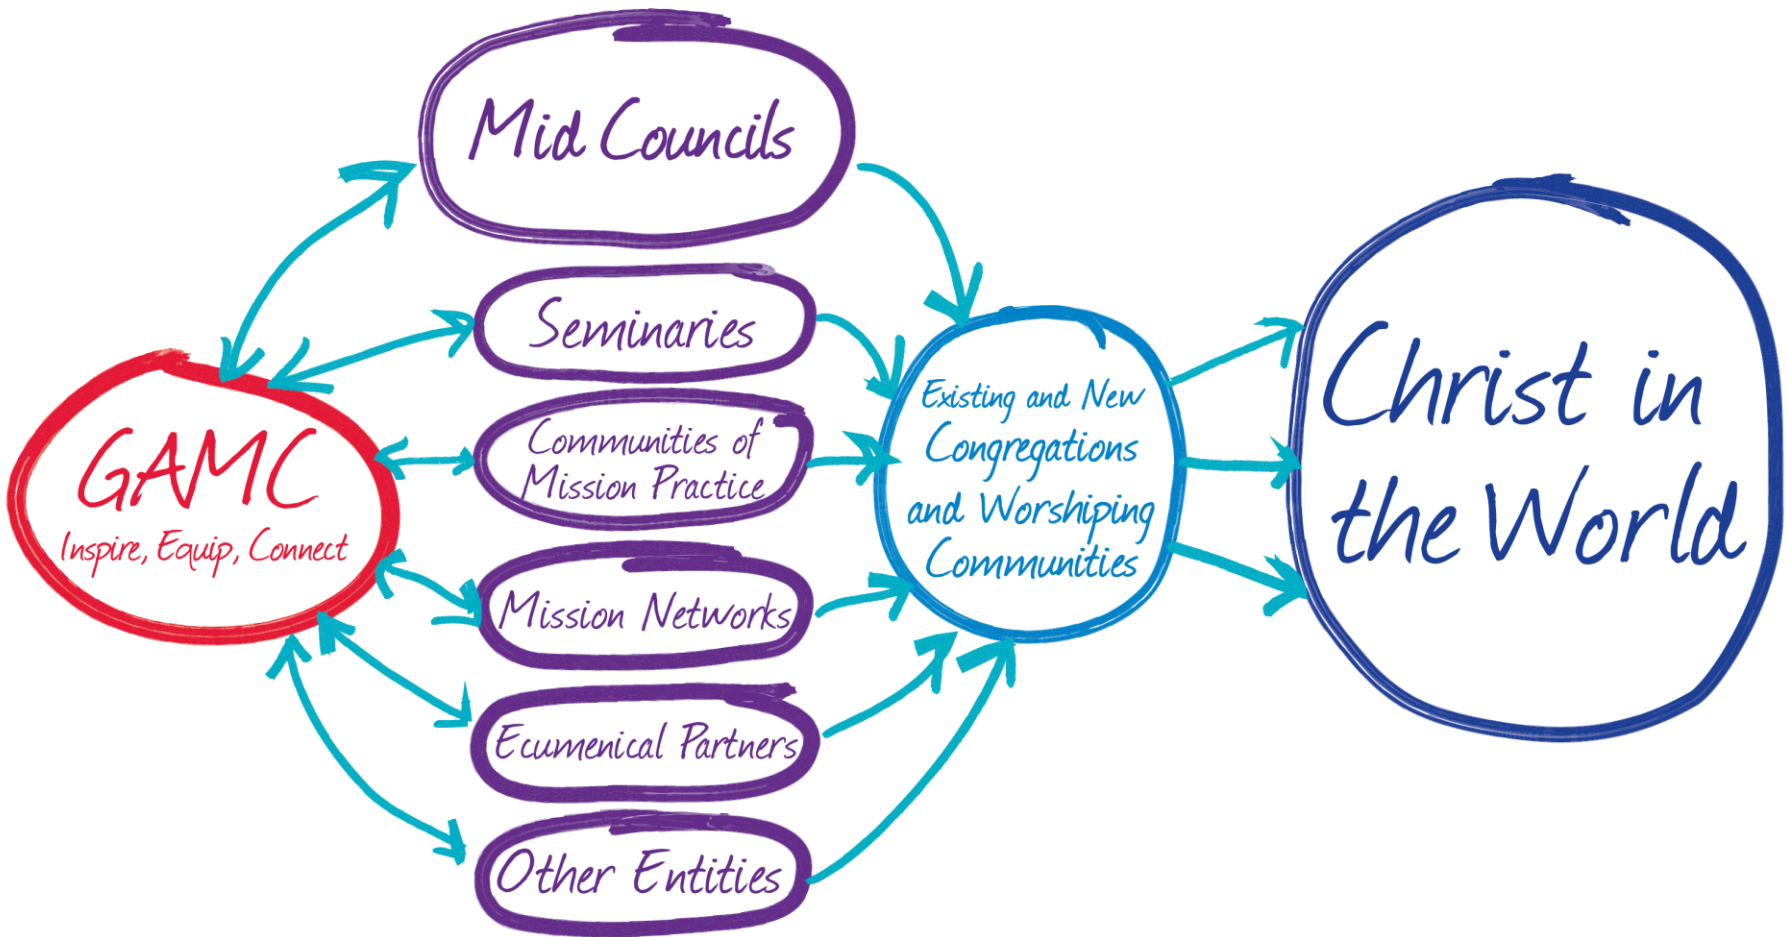 Mid Councils
Seminaries
Communities of
Mission Practice
Mission Networks
Ecumenical Partners
Other Entities
GAMC
Inspire, Equip, Connect
Existing and New
Congregations
and Worshiping
Communities
Christ in
the World